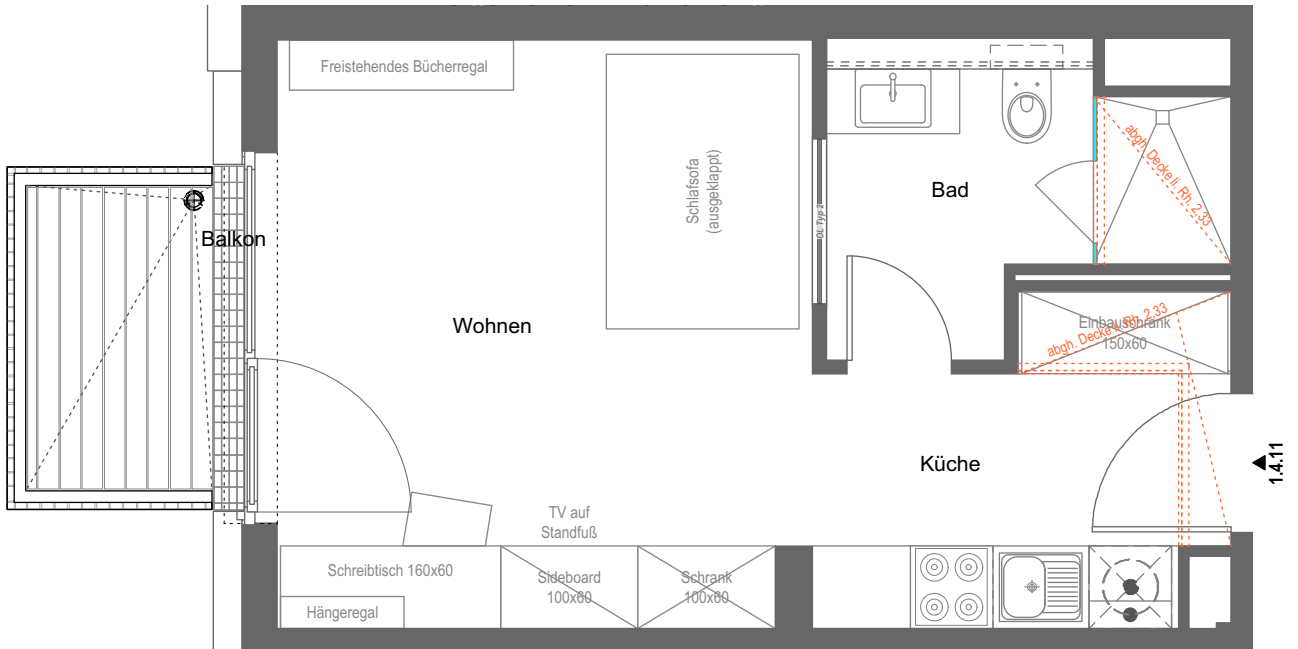 Freistehendes Bücherregal
Schlafsofa
(ausgeklappt)
OL Typ 2
Bad
abgh. Decke li. Rh. 2,33
Balkon
Wohnen
Einbauschrank
150x60
abgh. Decke li. Rh. 2,33
Küche
1.4.11
TV auf
Standfuß
Schreibtisch 160x60
Hängeregal
Sideboard
100x60
Schrank
100x60